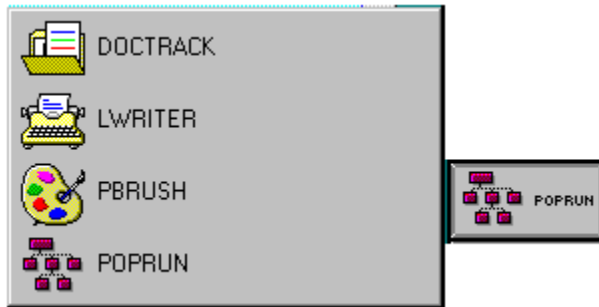 DOCTRACK
LWRITER
PBRUSH
POPRUN
POPRUN